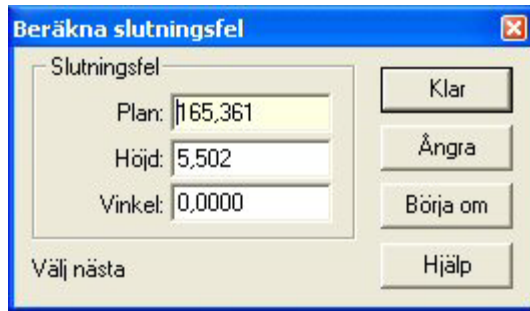 Beräkna slutningsfel
Slutningsfel
Plan: 165,361
Höjd: 5,502
Vinkel: 0,0000
Välj nästa
Klar
Ångra
Börja om
Hjälp